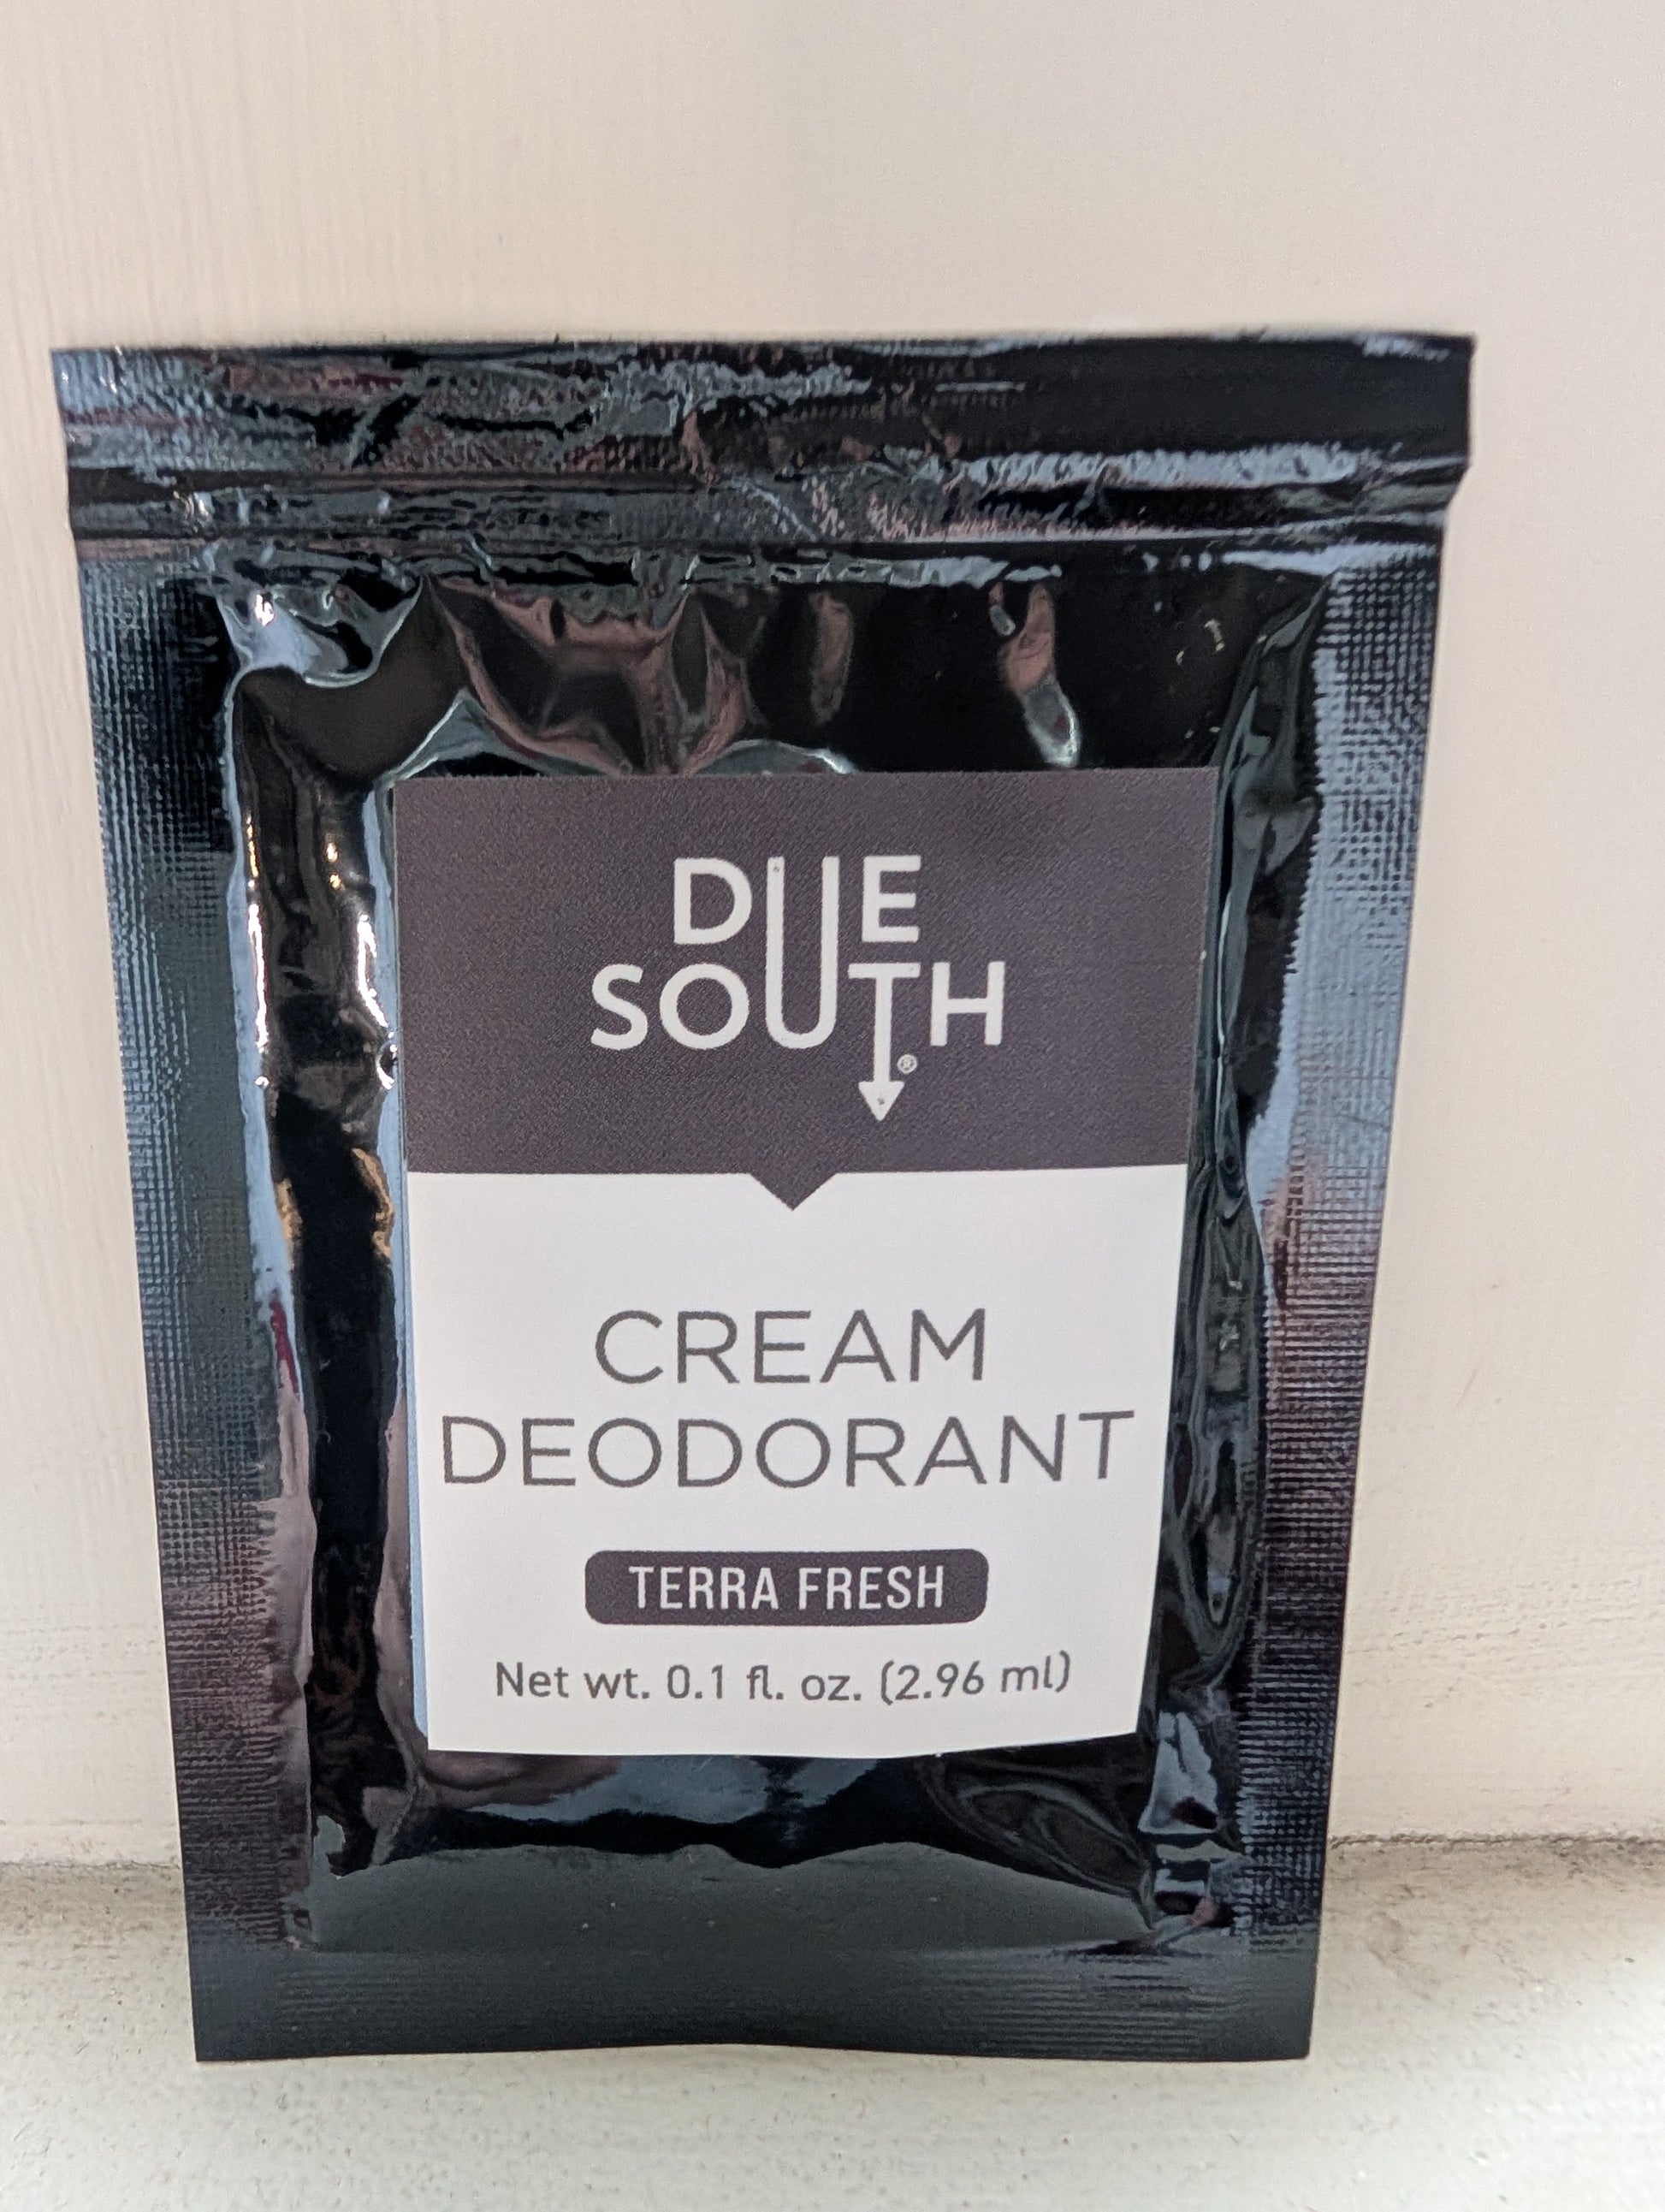 DUE
SOUTH®
CREAM
DEODORANT
TERRA FRESH
Net wt. 0.1 fl. oz. (2.96 ml)